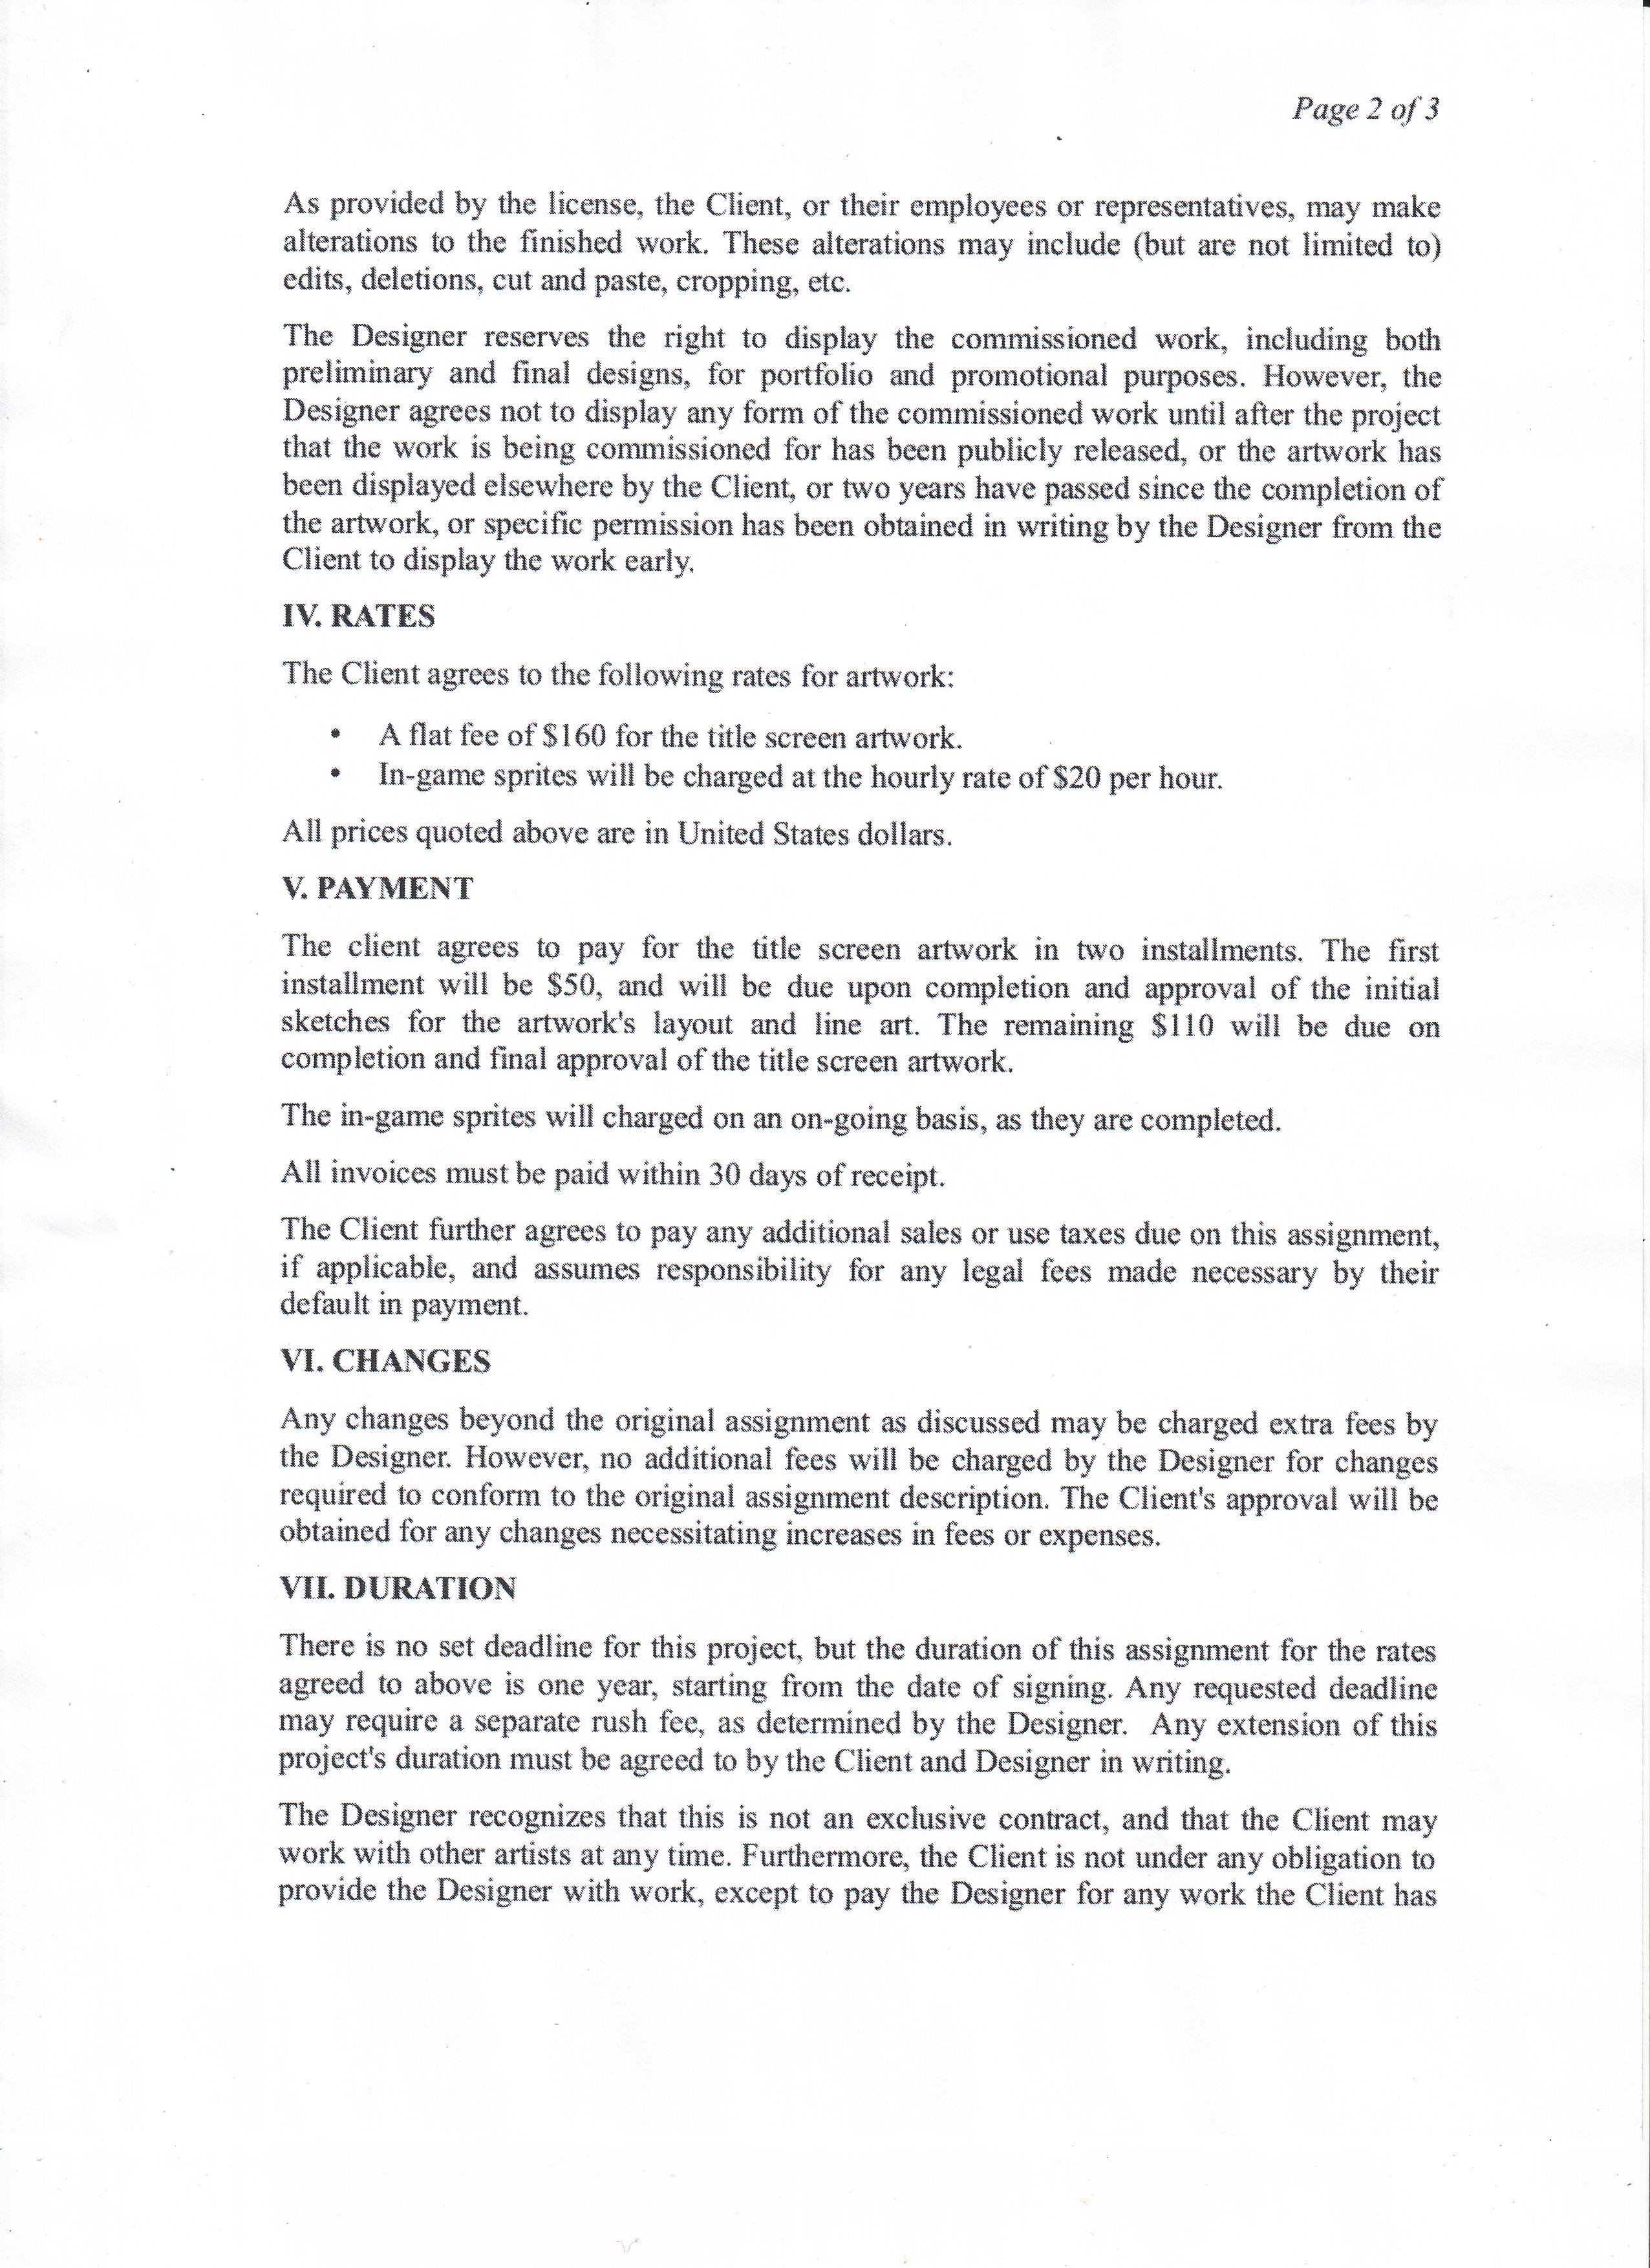 Page 2 of 3
As provided by the license, the Client, or their employees or representatives, may make
alterations to the finished work. These alterations may include (but are not limited to)
edits, deletions, cut and paste, cropping, etc.
The Designer reserves the right to display the commissioned work, including both
preliminary and final designs, for portfolio and promotional purposes. However, the
Designer agrees not to display any form of the commissioned work until after the project
that the work is being commissioned for has been publicly released, or the artwork has
been displayed elsewhere by the Client, or two years have passed since the completion of
the artwork, or specific permission has been obtained in writing by the Designer from the
Client to display the work early.
IV. RATES
The Client agrees to the following rates for artwork:
• A flat fee of $160 for the title screen artwork.
• In-game sprites will be charged at the hourly rate of $20 per hour.
All prices quoted above are in United States dollars.
V. PAYMENT
The client agrees to pay for the title screen artwork in two installments. The first
installment will be $50, and will be due upon completion and approval of the initial
sketches for the artwork's layout and line art. The remaining $110 will be due on
completion and final approval of the title screen artwork.
The in-game sprites will charged on an on-going basis, as they are completed.
All invoices must be paid within 30 days of receipt.
The Client further agrees to pay any additional sales or use taxes due on this assignment,
if applicable, and assumes responsibility for any legal fees made necessary by their
default in payment.
VI. CHANGES
Any changes beyond the original assignment as discussed may be charged extra fees by
the Designer. However, no additional fees will be charged by the Designer for changes
required to conform to the original assignment description. The Client's approval will be
obtained for any changes necessitating increases in fees or expenses.
VII. DURATION
There is no set deadline for this project, but the duration of this assignment for the rates
agreed to above is one year, starting from the date of signing. Any requested deadline
may require a separate rush fee, as determined by the Designer.  Any extension of this
project's duration must be agreed to by the Client and Designer in writing.
The Designer recognizes that this is not an exclusive contract, and that the Client may
work with other artists at any time. Furthermore, the Client is not under any obligation to
provide the Designer with work, except to pay the Designer for any work the Client has